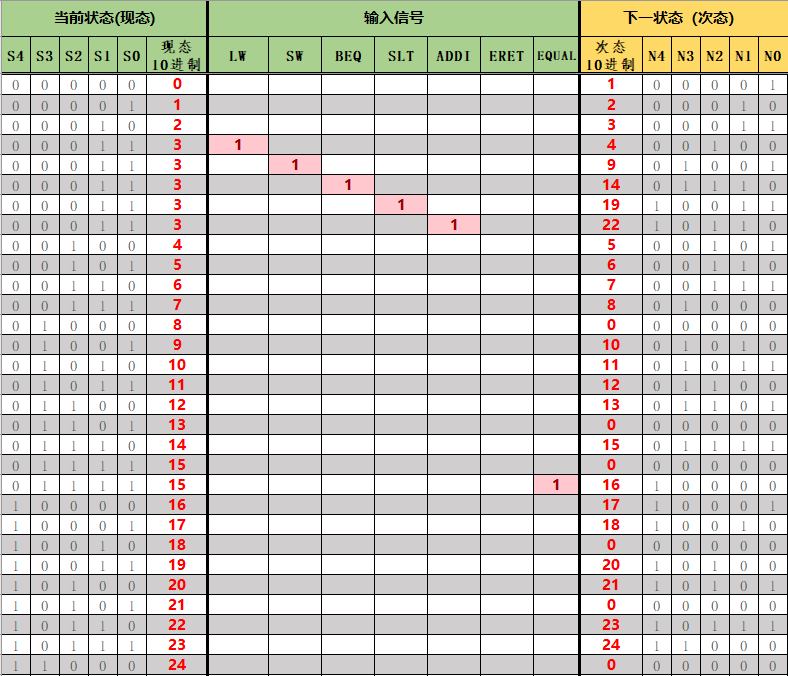 当前状态(现态) 输入信号 下一状态 (次态)
S4 S3 S2 S1 S0 现态 10进制 LW SW BEQ SLT ADDI ERET EQUAL 次态 10进制 N4 N3 N2 N1 N0
0 0 0 0 0 0 1 0 0 0 0 1
0 0 0 0 1 1 2 0 0 0 1 0
0 0 0 1 0 2 3 0 0 0 1 1
0 0 0 1 1 3 1 4 0 0 1 0 0
0 0 0 1 1 3 1 9 0 1 0 0 1
0 0 0 1 1 3 1 14 0 1 1 1 0
0 0 0 1 1 3 1 19 1 0 0 1 1
0 0 0 1 1 3 1 22 1 0 1 1 0
0 0 1 0 0 4 5 0 0 1 0 1
0 0 1 0 1 5 6 0 0 1 1 0
0 0 1 1 0 6 7 0 0 1 1 1
0 0 1 1 1 7 8 0 1 0 0 0
0 1 0 0 0 8 0 0 0 0 0 0
0 1 0 0 1 9 10 0 1 0 1 0
0 1 0 1 0 10 11 0 1 0 1 1
0 1 0 1 1 11 12 0 1 1 0 0
0 1 1 0 0 12 13 0 1 1 0 1
0 1 1 0 1 13 0 0 0 0 0 0
0 1 1 1 0 14 15 0 1 1 1 1
0 1 1 1 1 15 0 0 0 0 0 0
0 1 1 1 1 15 1 16 1 0 0 0 0
1 0 0 0 0 16 17 1 0 0 0 1
1 0 0 0 1 17 18 1 0 0 1 0
1 0 0 1 0 18 0 0 0 0 0 0
1 0 0 1 1 19 20 1 0 1 0 0
1 0 1 0 0 20 21 1 0 1 0 1
1 0 1 0 1 21 0 0 0 0 0 0
1 0 1 1 0 22 23 1 0 1 1 1
1 0 1 1 1 23 24 1 1 0 0 0
1 1 0 0 0 24 0 0 0 0 0 0